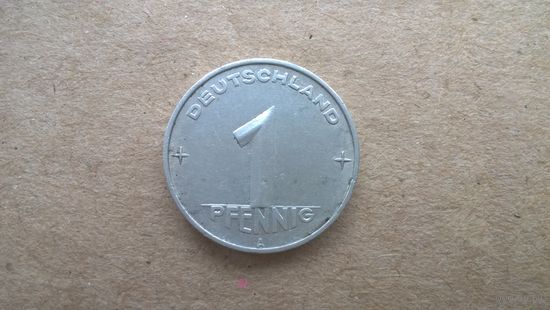 DEUTSCHLAND
1
PFENNIG
A